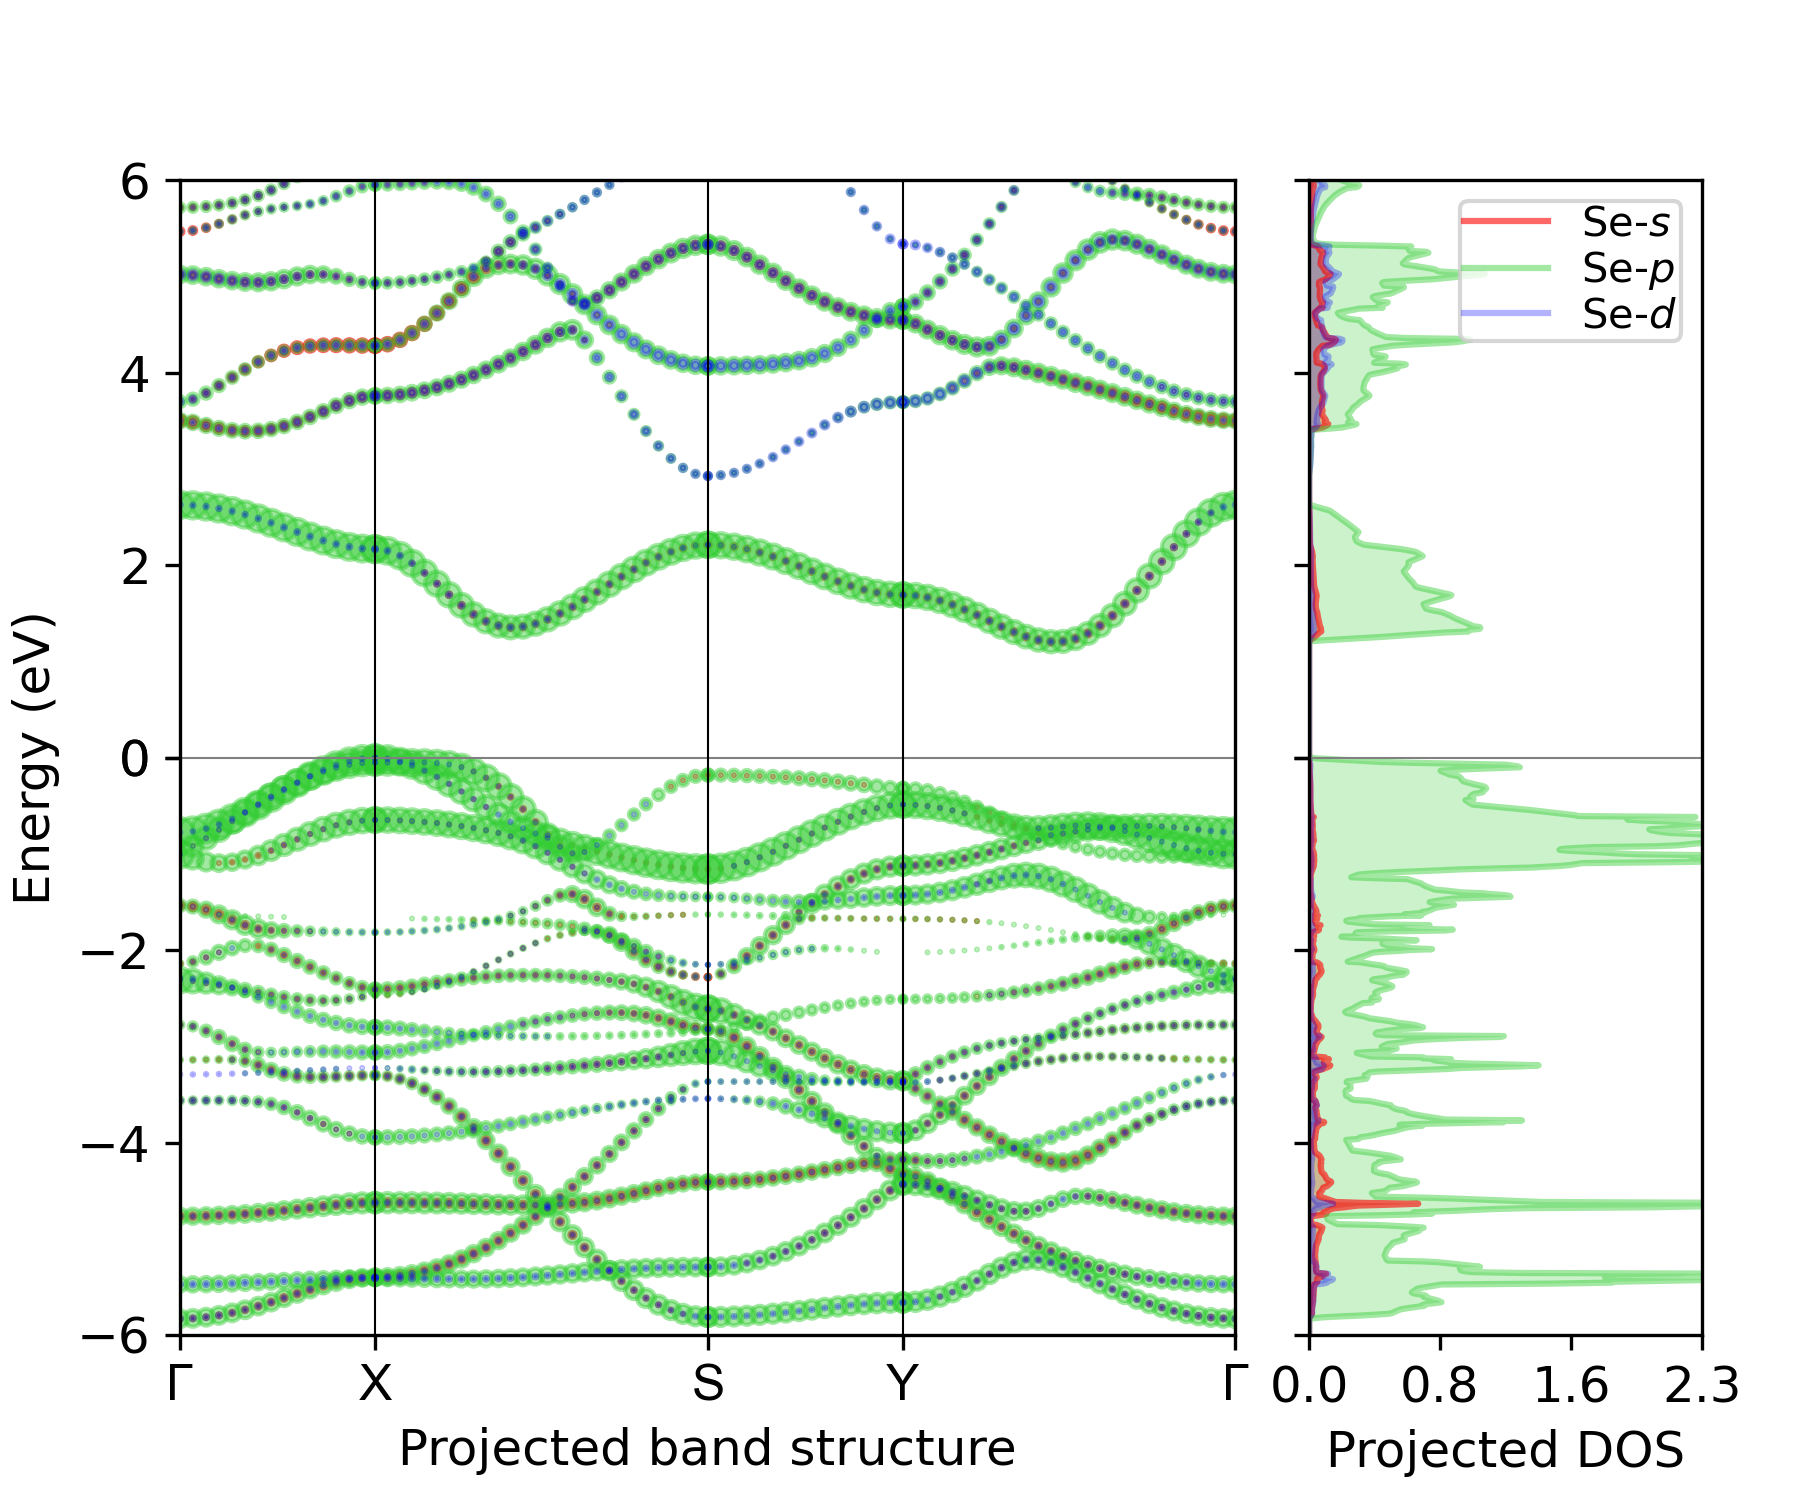 Energy (eV)
6
4
2
0
−2
−4
−6
Γ X S Y Γ
Projected band structure
Se-s
Se-p
Se-d
0.0 0.8 1.6 2.3
Projected DOS